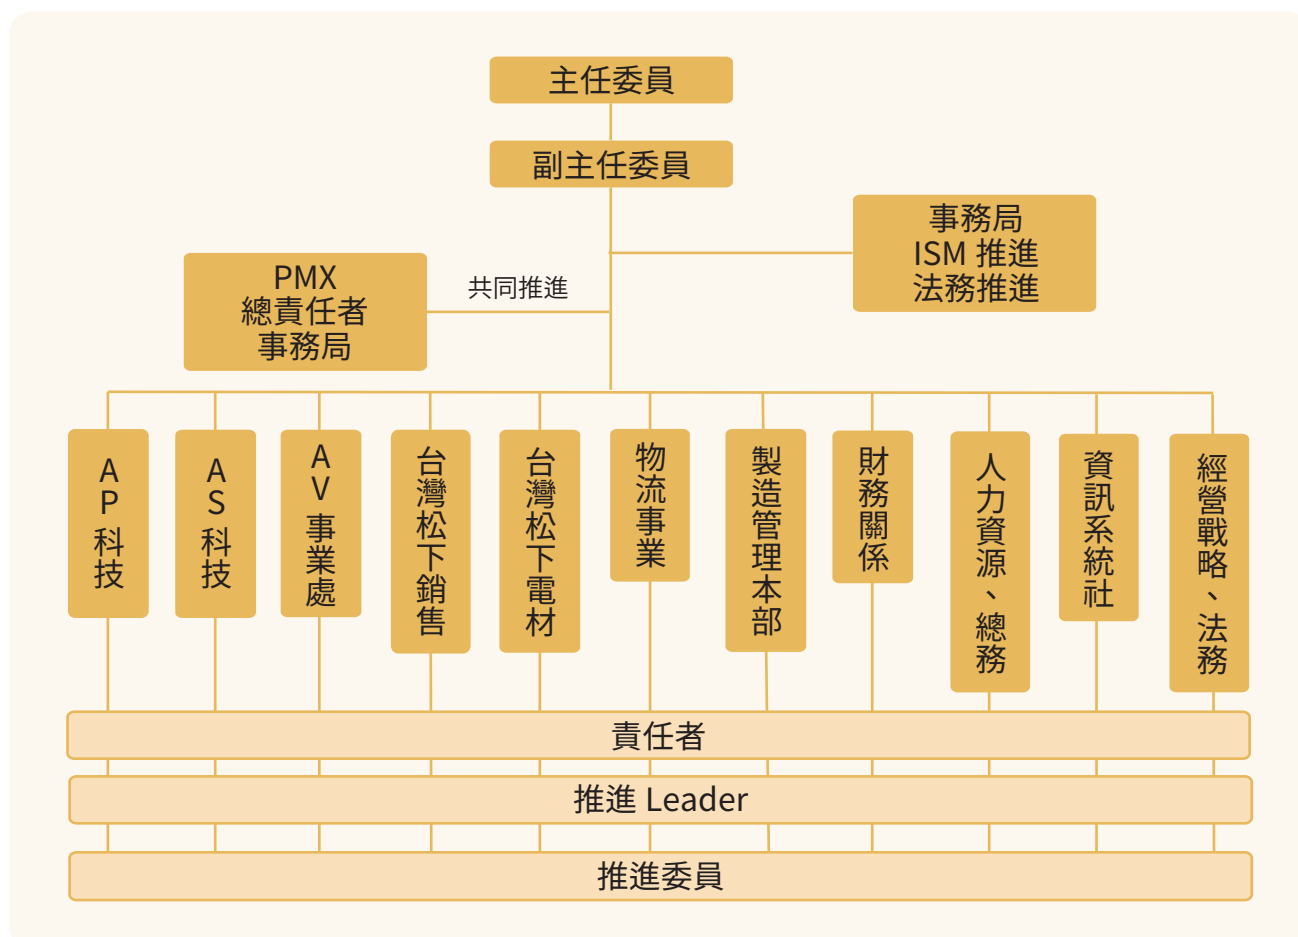 主任委員
副主任委員
事務局
ISM 推進
法務推進
PMX
總責任者
事務局
共同推進
AP科技
AS科技
AV事業處
台灣松下銷售
台灣松下電材
物流事業
製造管理本部
財務關係
人力資源、總務
資訊系統社
經營戰略、法務
責任者
推進 Leader
推進委員